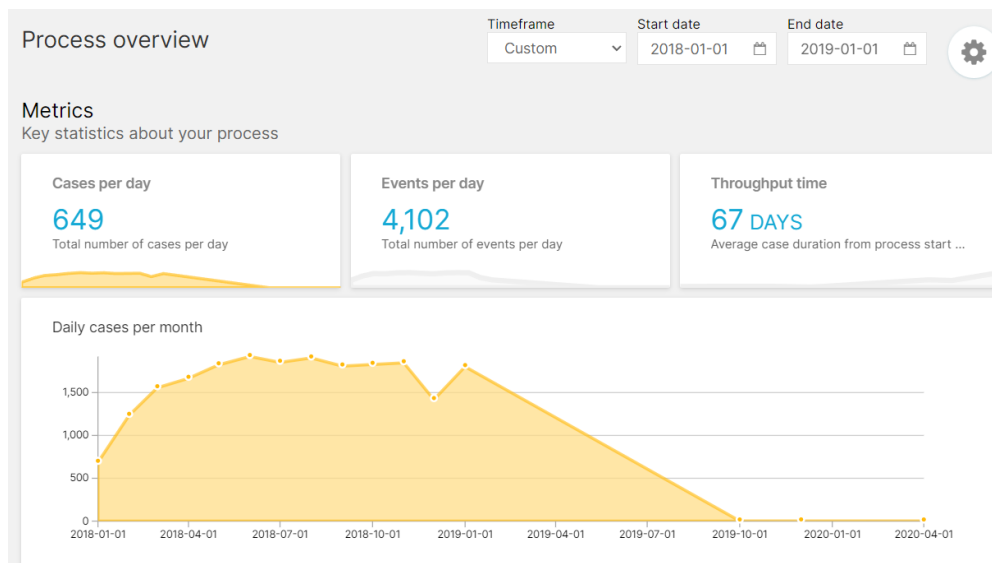 Process overview
Timeframe
Custom
Start date
2018-01-01
End date
2019-01-01
Metrics
Key statistics about your process
Cases per day
649
Total number of cases per day
Events per day
4,102
Total number of events per day
Throughput time
67 DAYS
Average case duration from process start ...
Daily cases per month
1,500
1,000
500
0
2018-01-01 2018-04-01 2018-07-01 2018-10-01 2019-01-01 2019-04-01 2019-07-01 2019-10-01 2020-01-01 2020-04-01